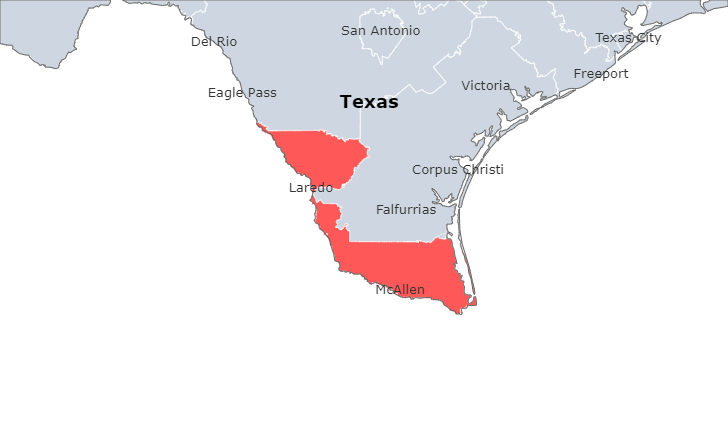 San Antonio
Texas City
Del Rio
Freeport
Victoria
Eagle Pass
Texas
Corpus Christi
Laredo
Falfurrias
McAllen